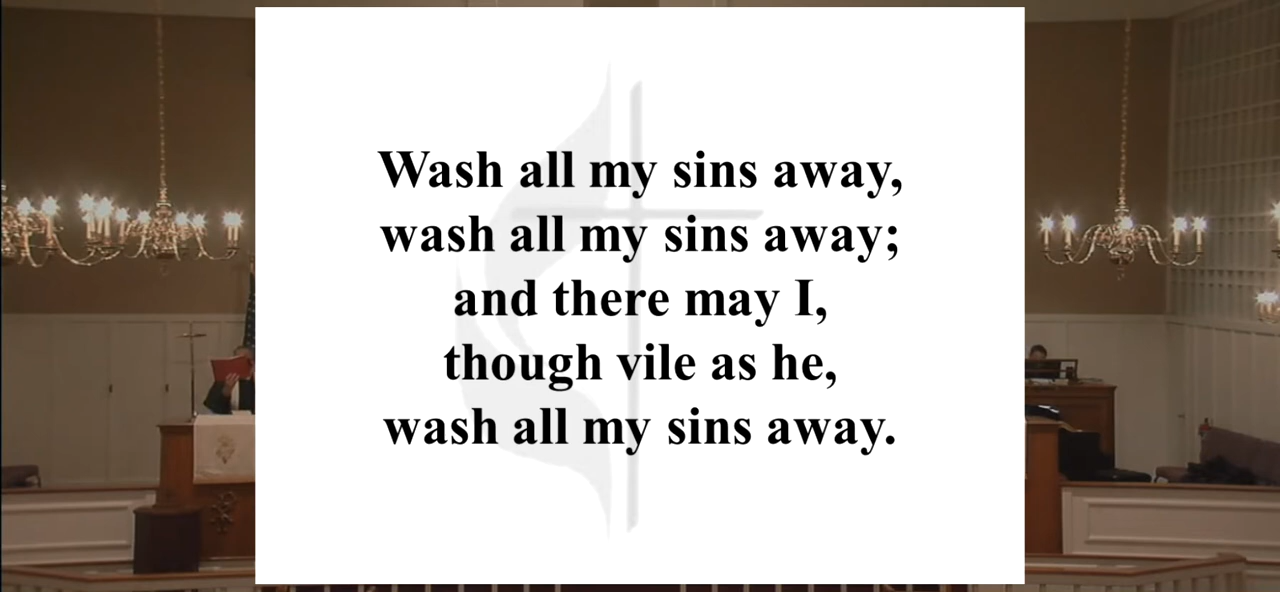 Wash all my sins away,
wash all my sins away;
and there may I,
though vile as he,
wash all my sins away.